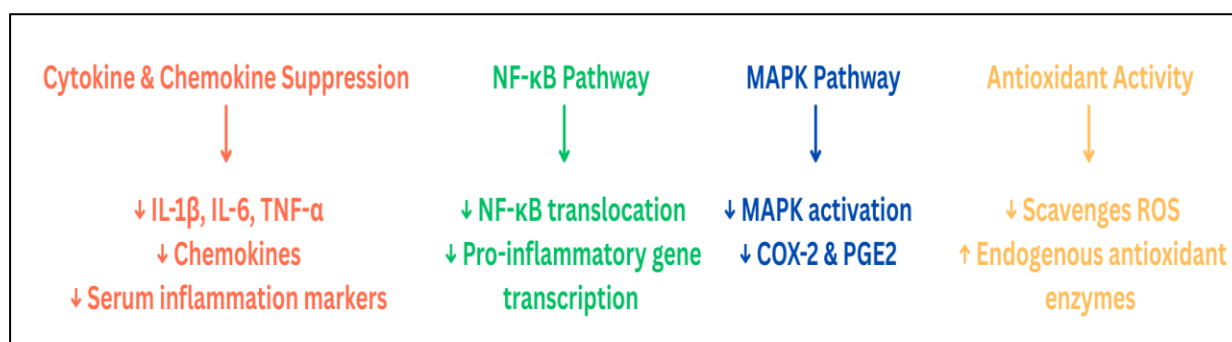 Cytokine & Chemokine Suppression
↓ IL-1β, IL-6, TNF-α
↓ Chemokines
↓ Serum inflammation markers
NF-κB Pathway
↓ NF-κB translocation
↓ Pro-inflammatory gene
transcription
MAPK Pathway
↓ MAPK activation
↓ COX-2 & PGE2
Antioxidant Activity
↓ Scavenges ROS
↑ Endogenous antioxidant
enzymes